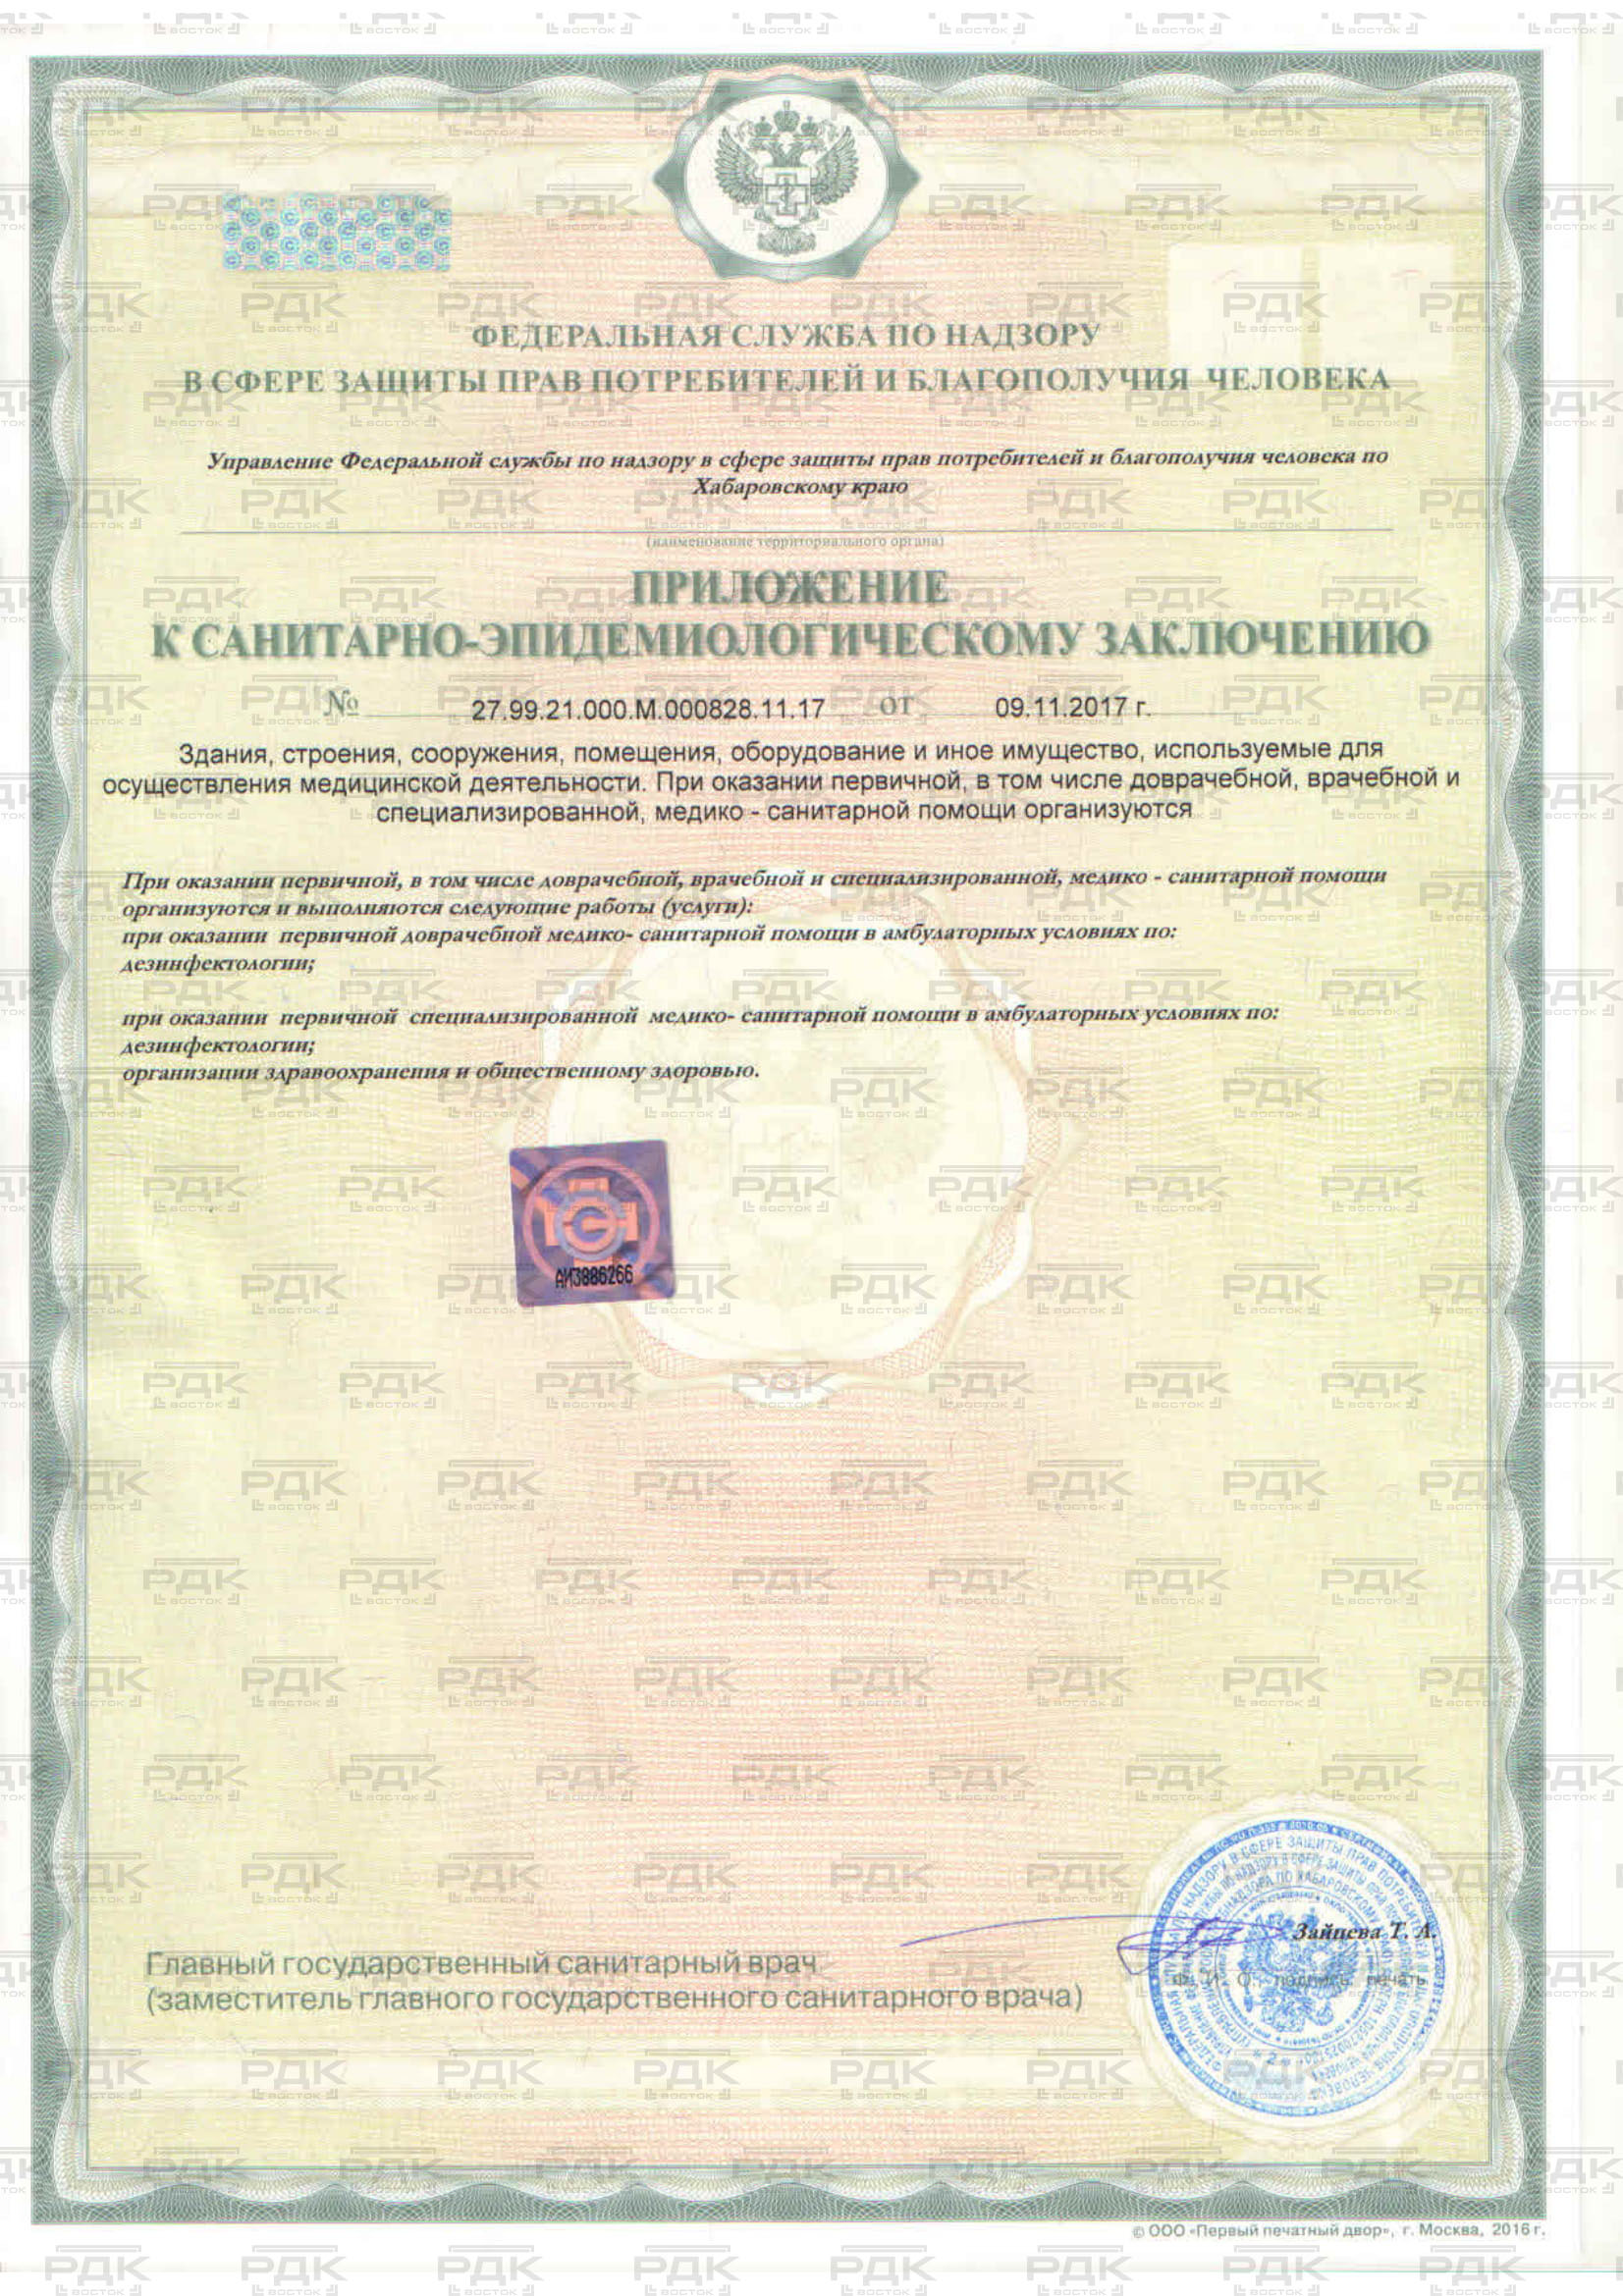 ФЕДЕРАЛЬНАЯ СЛУЖБА ПО НАДЗОРУ
В СФЕРЕ ЗАЩИТЫ ПРАВ ПОТРЕБИТЕЛЕЙ И БЛАГОПОЛУЧИЯ ЧЕЛОВЕКА
Управление Федеральной службы по надзору в сфере защиты прав потребителей и благополучия человека по
Хабаровскому краю
(наименование территориального органа)
ПРИЛОЖЕНИЕ
К САНИТАРНО-ЭПИДЕМИОЛОГИЧЕСКОМУ ЗАКЛЮЧЕНИЮ
№ 27.99.21.000.М.000828.11.17 от 09.11.2017 г.
Здания, строения, сооружения, помещения, оборудование и иное имущество, используемые для
осуществления медицинской деятельности. При оказании первичной, в том числе доврачебной, врачебной и
специализированной, медико - санитарной помощи организуются
При оказании первичной, в том числе доврачебной, врачебной и специализированной, медико - санитарной помощи
организуются и выполняются следующие работы (услуги):
при оказании первичной доврачебной медико- санитарной помощи в амбулаторных условиях по:
дезинфектологии;
при оказании первичной специализированной медико- санитарной помощи в амбулаторных условиях по:
дезинфектологии;
организации здравоохранения и общественному здоровью.
АИ3886266
Зайцева Т. А.
Главный государственный санитарный врач
(заместитель главного государственного санитарного врача)
Ф. И. О., подпись, печать
© ООО «Первый печатный двор», г. Москва, 2016 г.
РДК
ВОСТОК